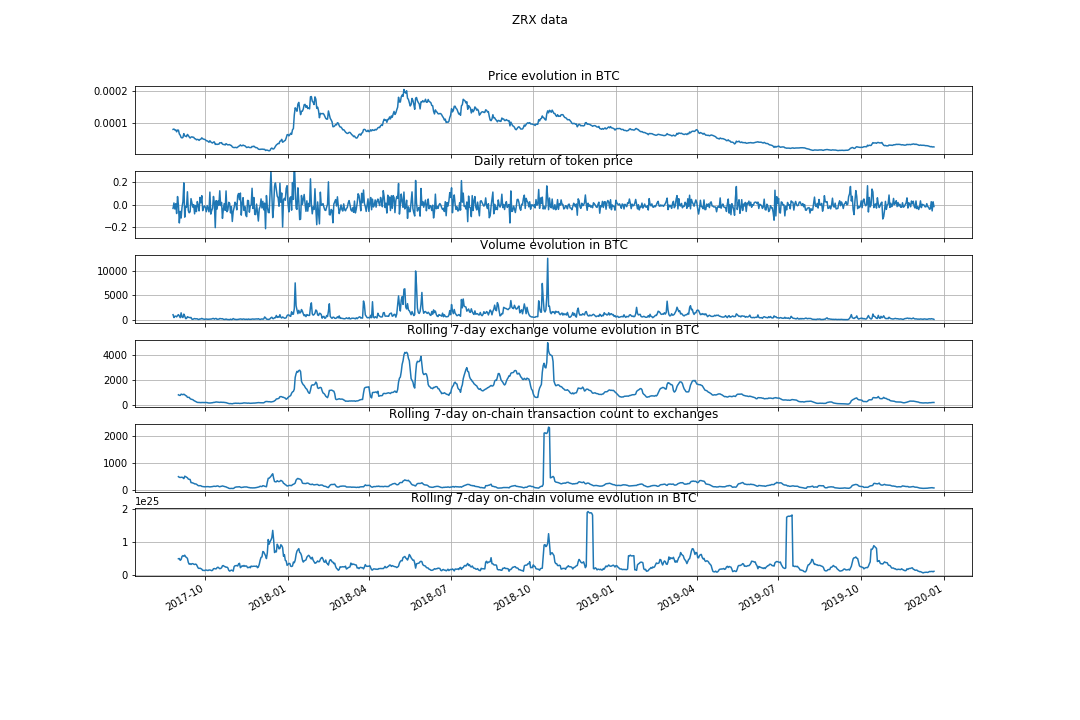 ZRX data
Price evolution in BTC
0.0002
0.0001
Daily return of token price
0.2
0.0
−0.2
Volume evolution in BTC
10000
5000
0
Rolling 7-day exchange volume evolution in BTC
4000
2000
0
Rolling 7-day on-chain transaction count to exchanges
2000
1000
0
1e25 Rolling 7-day on-chain volume evolution in BTC
2
1
0
2017-10 2018-01 2018-04 2018-07 2018-10 2019-01 2019-04 2019-07 2019-10 2020-01